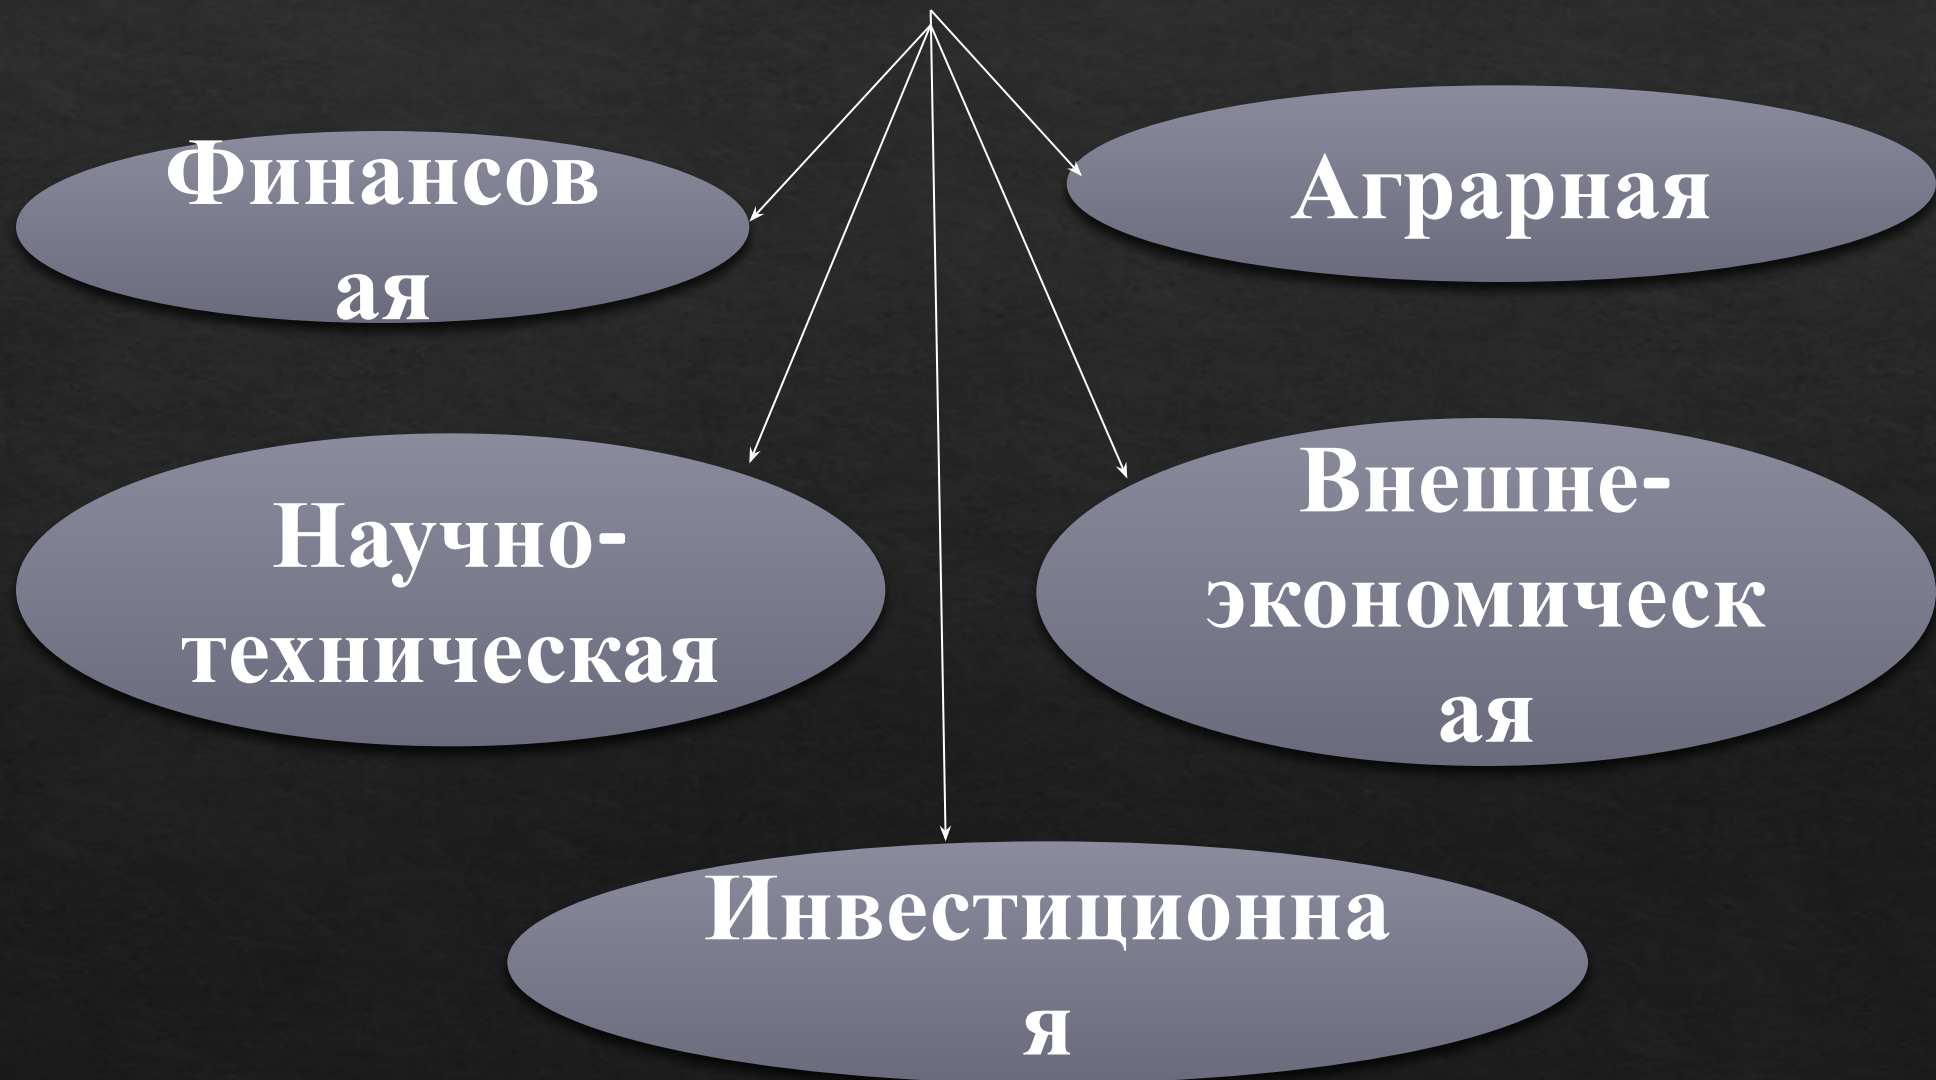 Финансов
ая
Аграрная
Научно-
техническая
Внешне-
экономическ
ая
Инвестиционна
я